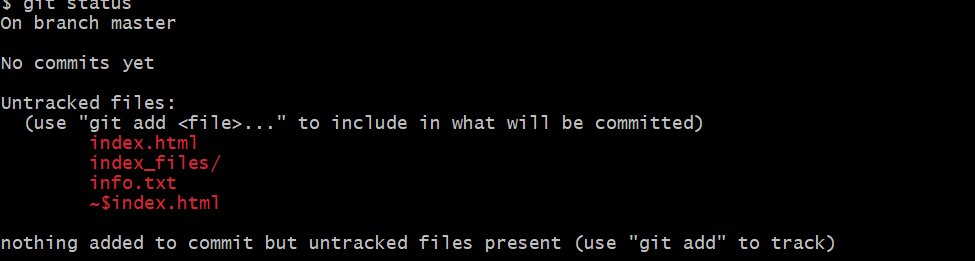 $ git status
On branch master
No commits yet
Untracked files:
(use "git add <file>..." to include in what will be committed)
index.html
index_files/
info.txt
~$index.html
nothing added to commit but untracked files present (use "git add" to track)